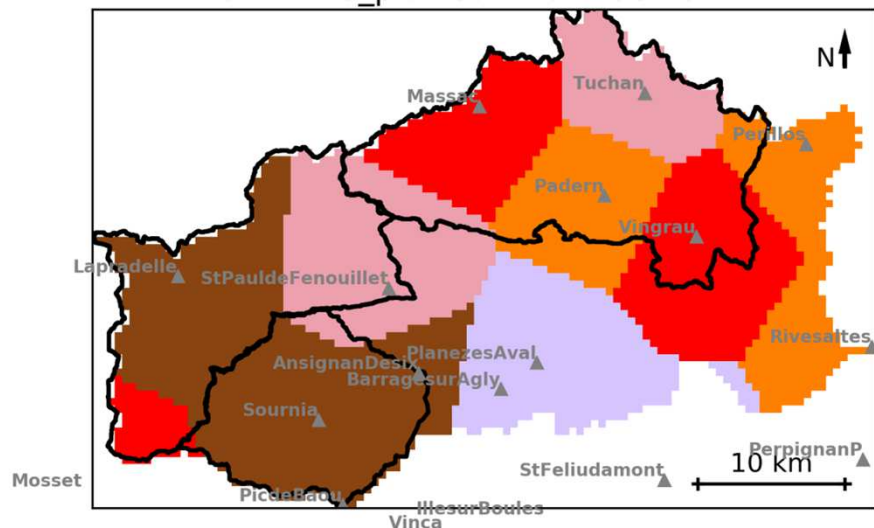 N
Tuchan
Massac
Perillos
Padern
Vingrau
Lapradelle
StPauldeFenouillet
Rivesaltes
PlanezesAval
AnsignanDesix
BarragesurAgly
Sournia
PerpignanP
10 km
StFeliudamont
Mosset
PicdeBaou
IllesurBoules
Vinca